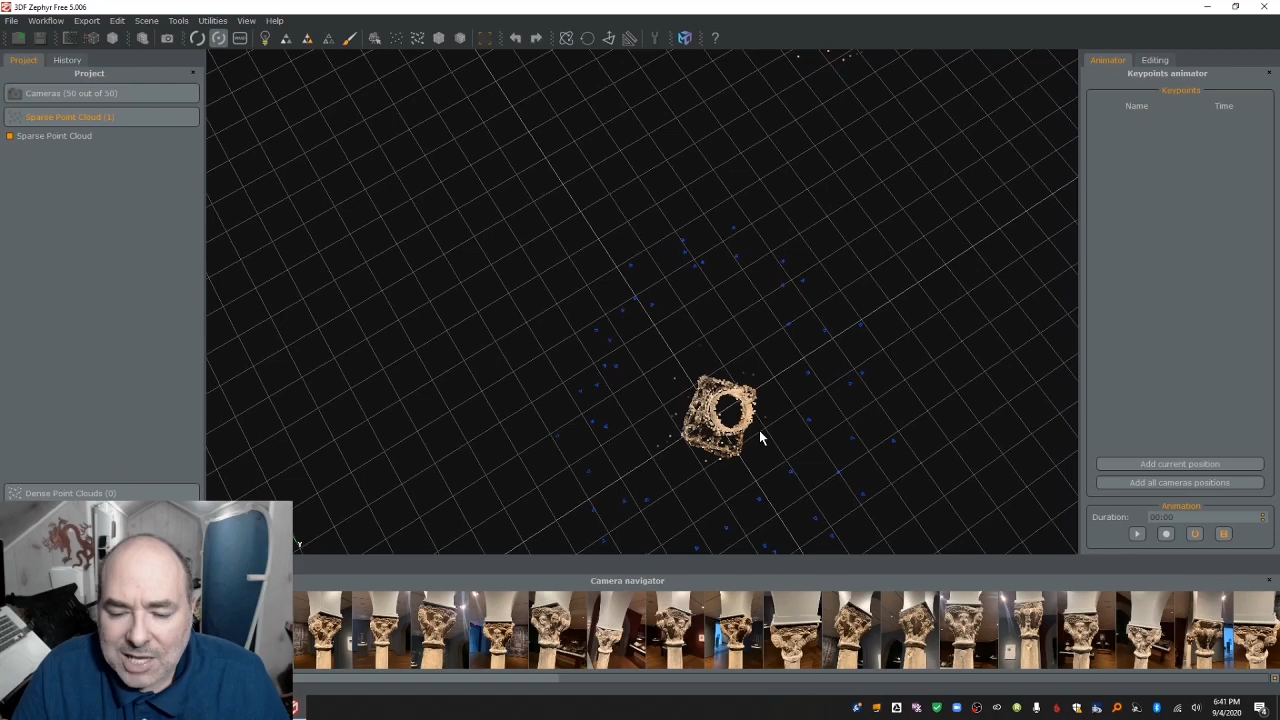 3DF Zephyr Free 5.006
File Workflow Export Edit Scene Tools Utilities View Help
Project History
Project
Cameras (50 out of 50)
Sparse Point Cloud (1)
Sparse Point Cloud
Dense Point Clouds (0)
Animator Editing
Keypoints animator
Keypoints
Name Time
Add current position
Add all cameras positions
Animation
Duration: 00:00
Camera navigator
6:41 PM
9/4/2020